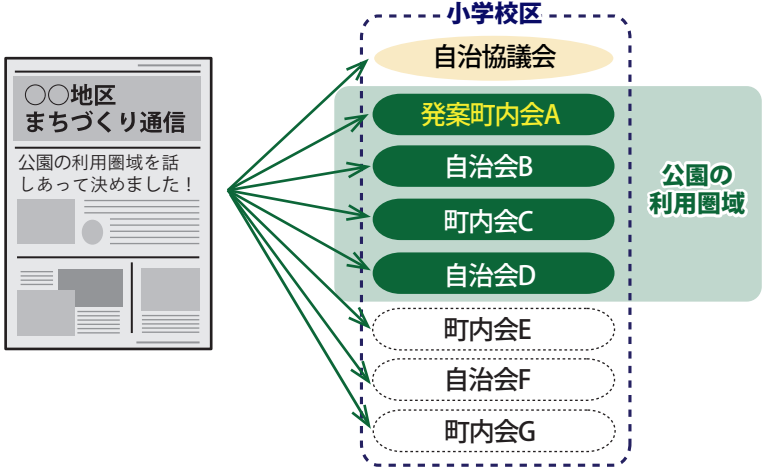 小学校区
自治協議会
○○地区
まちづくり通信
公園の利用圏域を話
しあって決めました！
発案町内会A
自治会B
町内会C
自治会D
町内会E
自治会F
町内会G
公園の
利用圏域